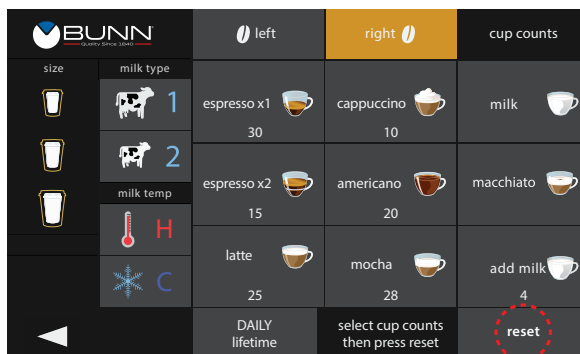 BUNN
Quality Since 1840
left
right
cup counts
size
milk type
1
espresso x1
30
cappuccino
10
milk
2
espresso x2
15
americano
20
macchiato
milk temp
H
latte
25
mocha
28
add milk
4
C
DAILY
lifetime
select cup counts
then press reset
reset